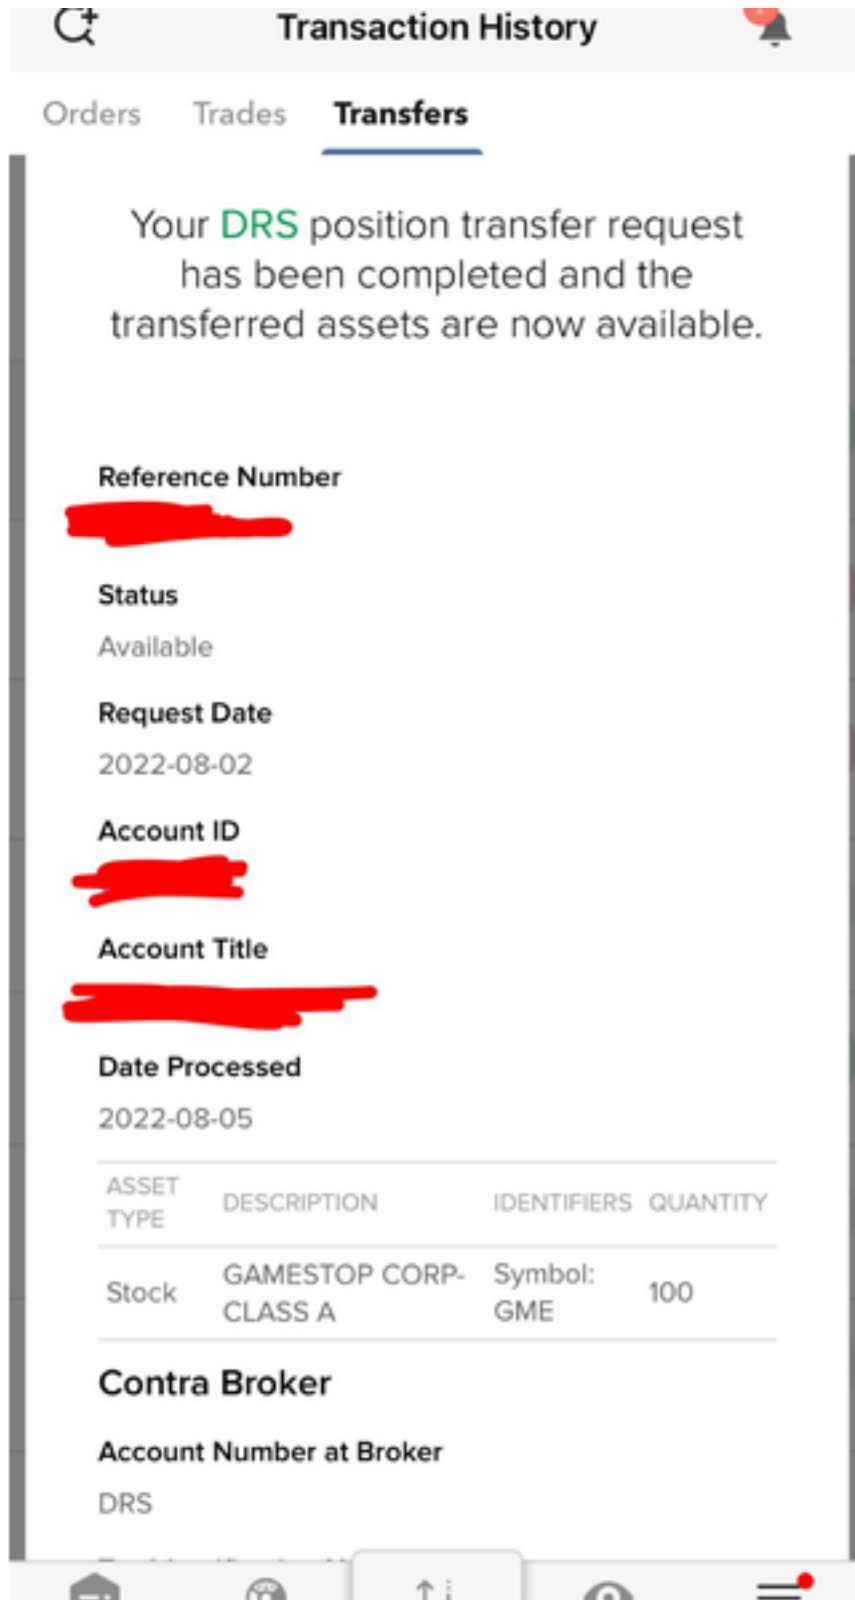 Transaction History
Orders Trades Transfers
Your DRS position transfer request
has been completed and the
transferred assets are now available.
Reference Number
Status
Available
Request Date
2022-08-02
Account ID
Account Title
Date Processed
2022-08-05
ASSET TYPE DESCRIPTION IDENTIFIERS QUANTITY
Stock GAMESTOP CORP-CLASS A Symbol: GME 100
Contra Broker
Account Number at Broker
DRS